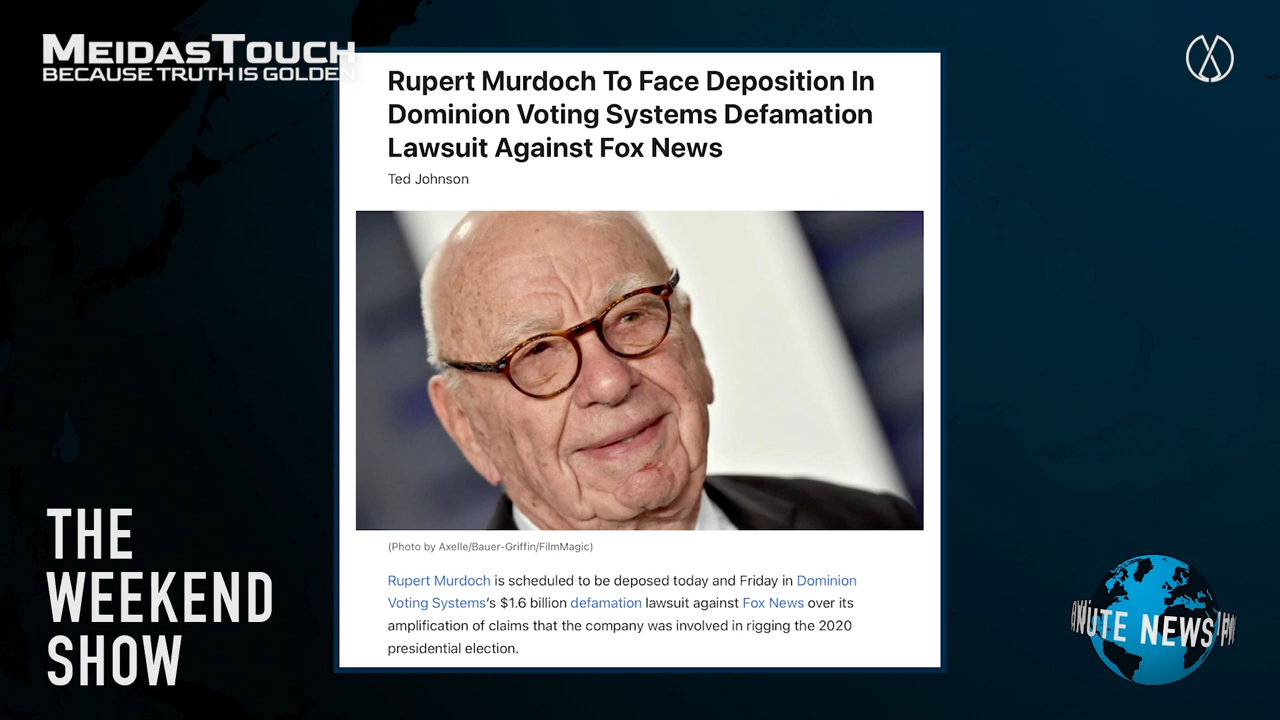 MEIDASTOUCH
BECAUSE TRUTH IS GOLDEN
Rupert Murdoch To Face Deposition In
Dominion Voting Systems Defamation
Lawsuit Against Fox News
Ted Johnson
(Photo by Axelle/Bauer-Griffin/FilmMagic)
Rupert Murdoch is scheduled to be deposed today and Friday in Dominion
Voting Systems's $1.6 billion defamation lawsuit against Fox News over its
amplification of claims that the company was involved in rigging the 2020
presidential election.
THE
WEEKEND
SHOW
NEWS